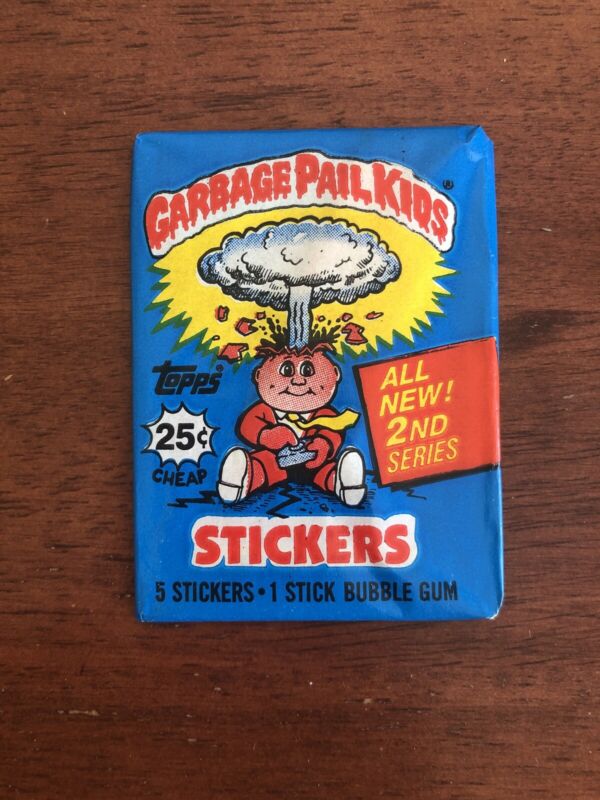 GARBAGE PAIL KIDS®
topps®
25¢
CHEAP
ALL
NEW!
2ND
SERIES
STICKERS
5 STICKERS • 1 STICK BUBBLE GUM